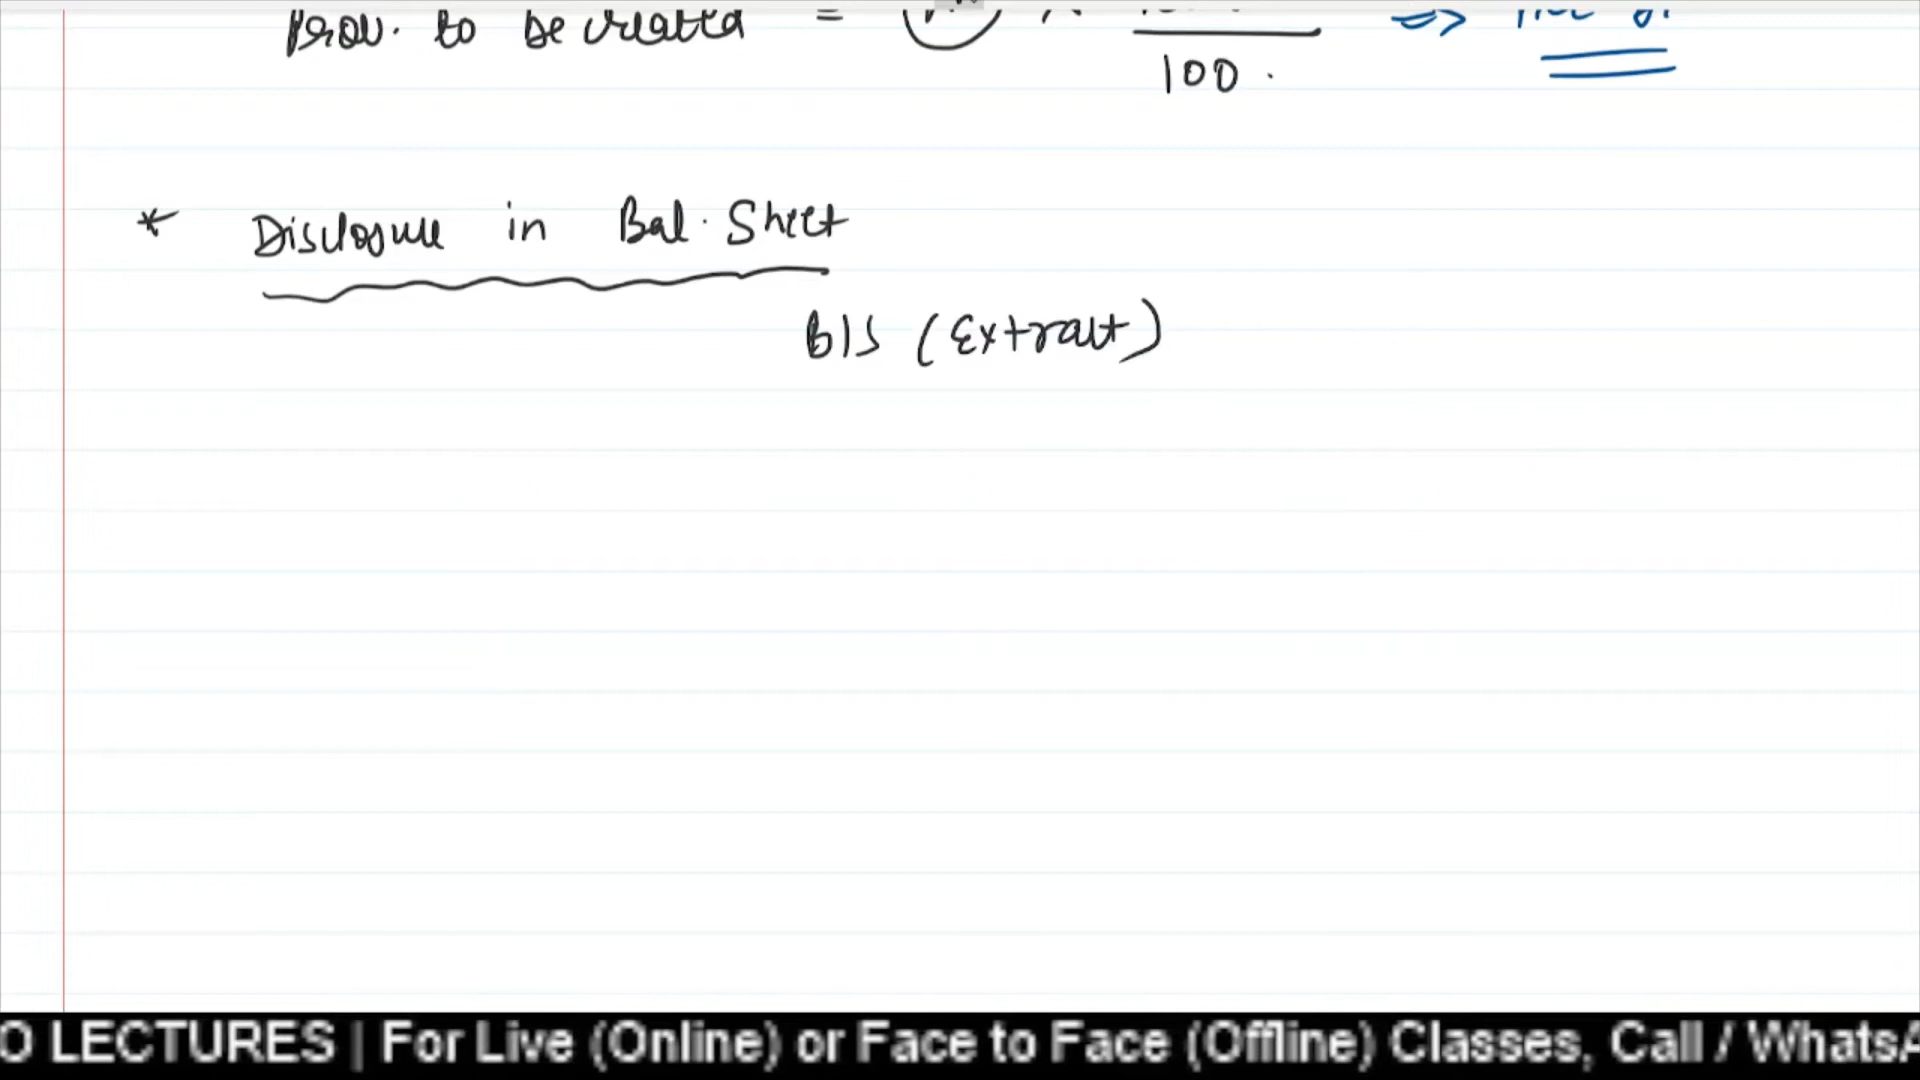 Prov. to be created =
100.
* Disclosure in Bal. Sheet
B/S (Extract)
O LECTURES | For Live (Online) or Face to Face (Offline) Classes, Call / WhatsA